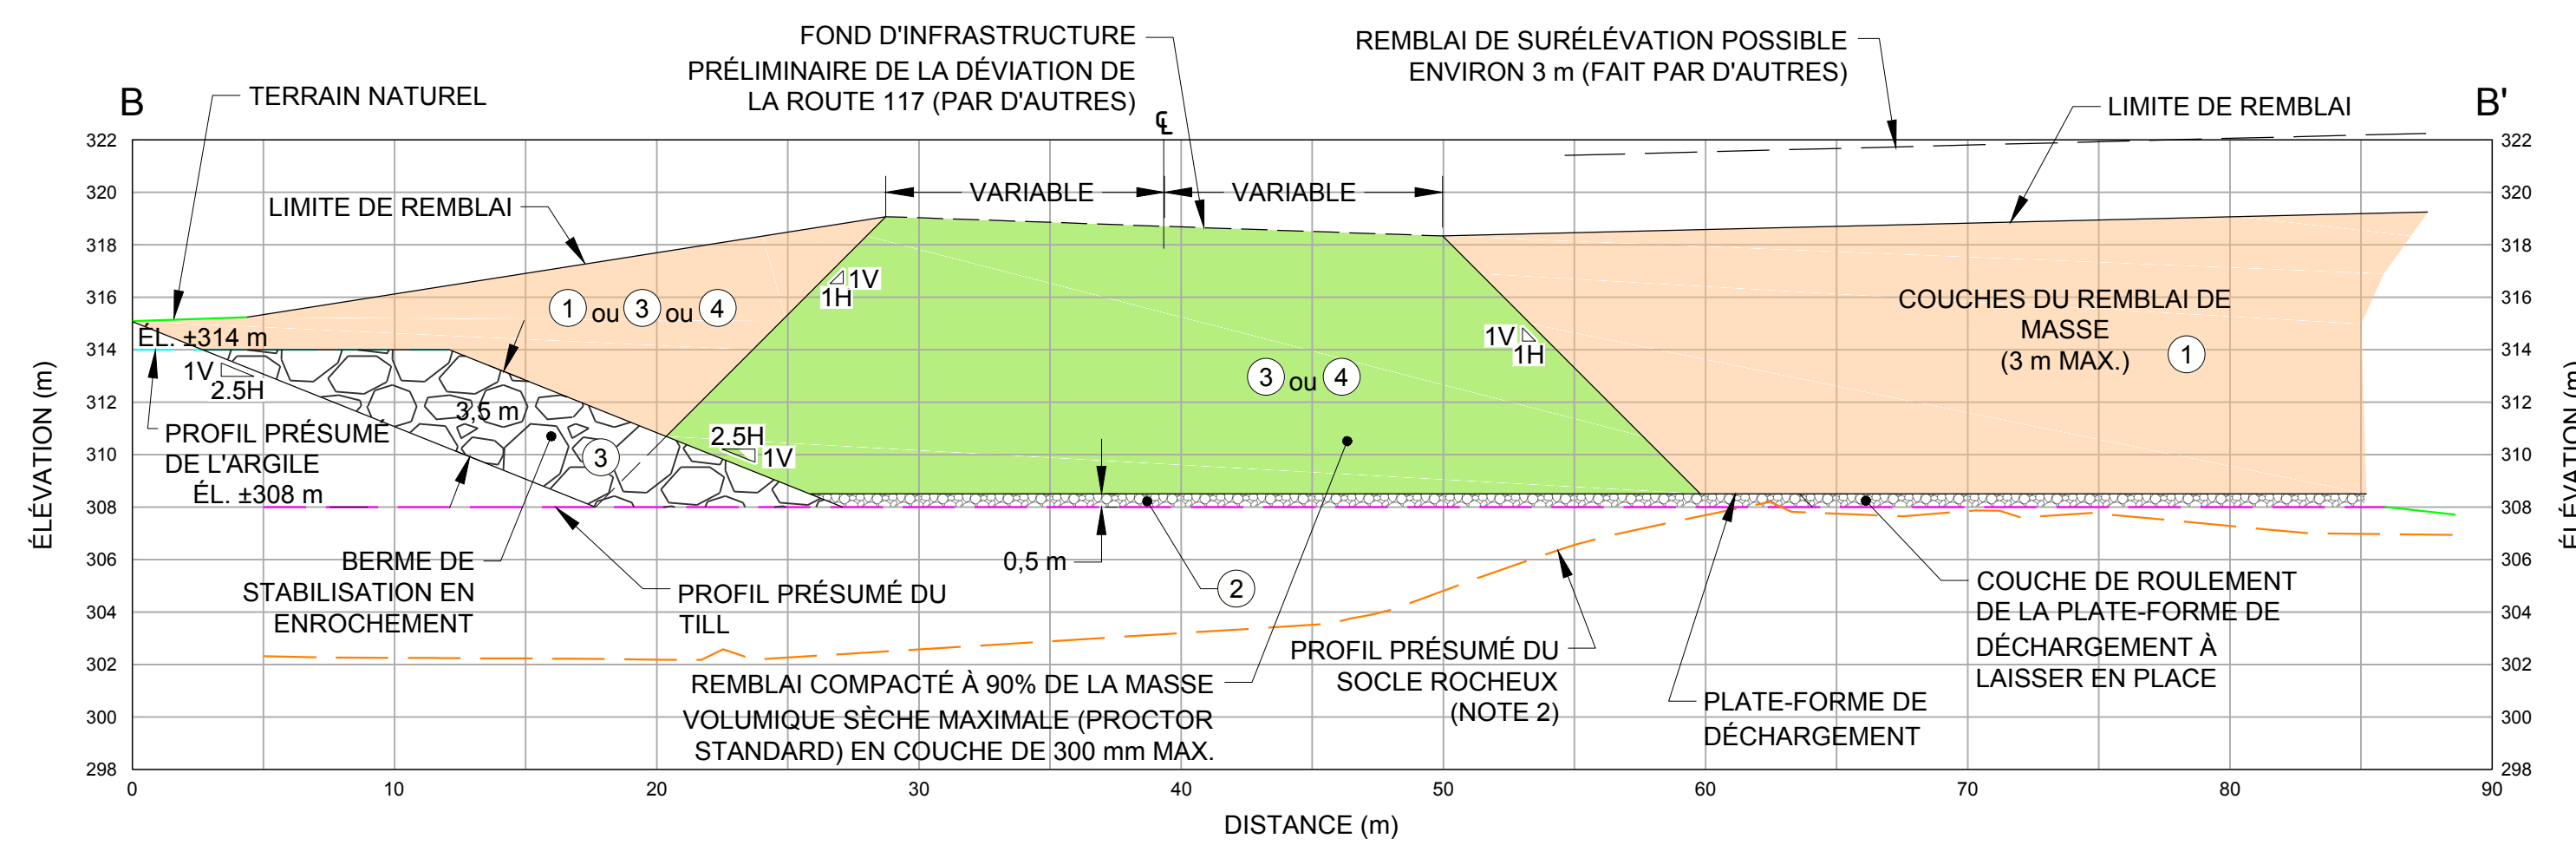 FOND D'INFRASTRUCTURE
PRÉLIMINAIRE DE LA DÉVIATION DE
LA ROUTE 117 (PAR D'AUTRES)
REMBLAI DE SURÉLÉVATION POSSIBLE
ENVIRON 3 m (FAIT PAR D'AUTRES)
B
TERRAIN NATUREL
LIMITE DE REMBLAI
B'
℄
322
320
318
316
314
312
310
308
306
304
302
300
298
ÉLÉVATION (m)
LIMITE DE REMBLAI
VARIABLE
VARIABLE
1V
1H
1 ou 3 ou 4
ÉL. ±314 m
1V
2.5H
3,5 m
PROFIL PRÉSUMÉ
DE L'ARGILE
ÉL. ±308 m
3
2.5H
1V
3 ou 4
1V
1H
COUCHES DU REMBLAI DE
MASSE
(3 m MAX.)
1
BERME DE
STABILISATION EN
ENROCHEMENT
PROFIL PRÉSUMÉ DU
TILL
0,5 m
2
REMBLAI COMPACTÉ À 90% DE LA MASSE
VOLUMIQUE SÈCHE MAXIMALE (PROCTOR
STANDARD) EN COUCHE DE 300 mm MAX.
PROFIL PRÉSUMÉ DU
SOCLE ROCHEUX
(NOTE 2)
PLATE-FORME DE
DÉCHARGEMENT
COUCHE DE ROULEMENT
DE LA PLATE-FORME DE
DÉCHARGEMENT À
LAISSER EN PLACE
322
320
318
316
314
312
310
308
306
304
302
300
298
ÉLÉVATION (m)
0
10
20
30
40
50
60
70
80
90
DISTANCE (m)